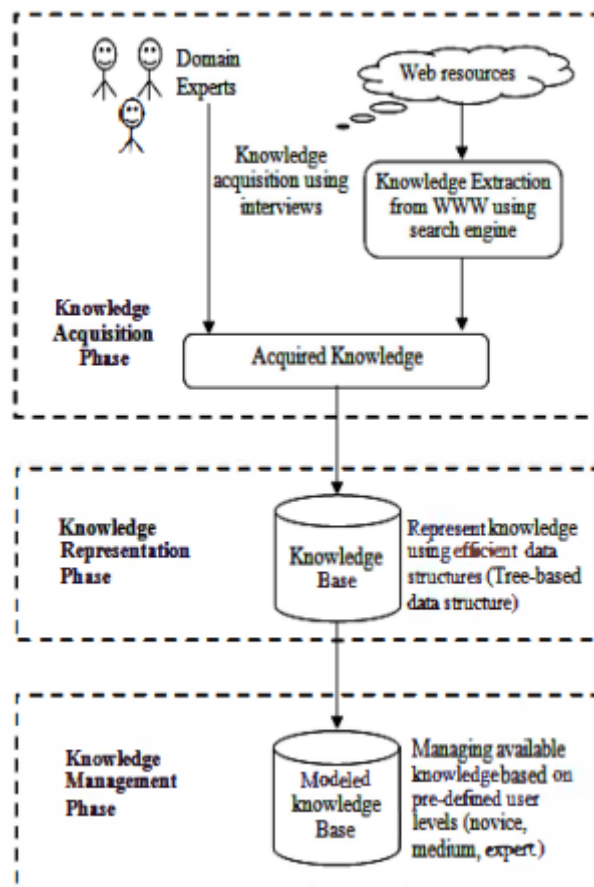 Domain
Experts
Web resources
Knowledge
acquisition using
interviews
Knowledge Extraction
from WWW using
search engine
Knowledge
Acquisition
Phase
Acquired Knowledge
Knowledge
Representation
Phase
Knowledge
Base
Represent knowledge
using efficient data
structures (Tree-based
data structure)
Knowledge
Management
Phase
Modeled
knowledge
Base
Managing available
knowledge based on
pre-defined user
levels (novice,
medium, expert)